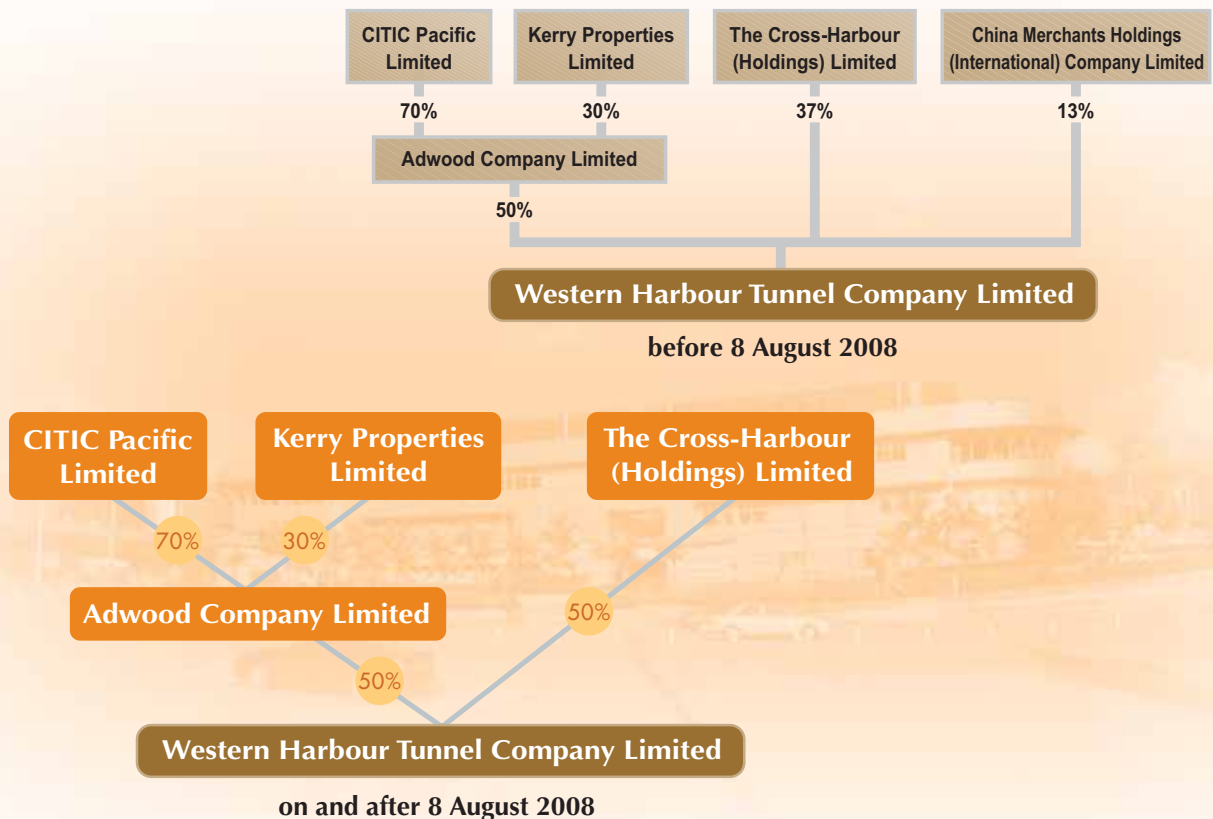 CITIC Pacific
Limited
Kerry Properties
Limited
The Cross-Harbour
(Holdings) Limited
China Merchants Holdings
(International) Company Limited
70%
30%
37%
13%
Adwood Company Limited
50%
Western Harbour Tunnel Company Limited
before 8 August 2008
CITIC Pacific
Limited
Kerry Properties
Limited
The Cross-Harbour
(Holdings) Limited
70%
30%
Adwood Company Limited
50%
50%
Western Harbour Tunnel Company Limited
on and after 8 August 2008